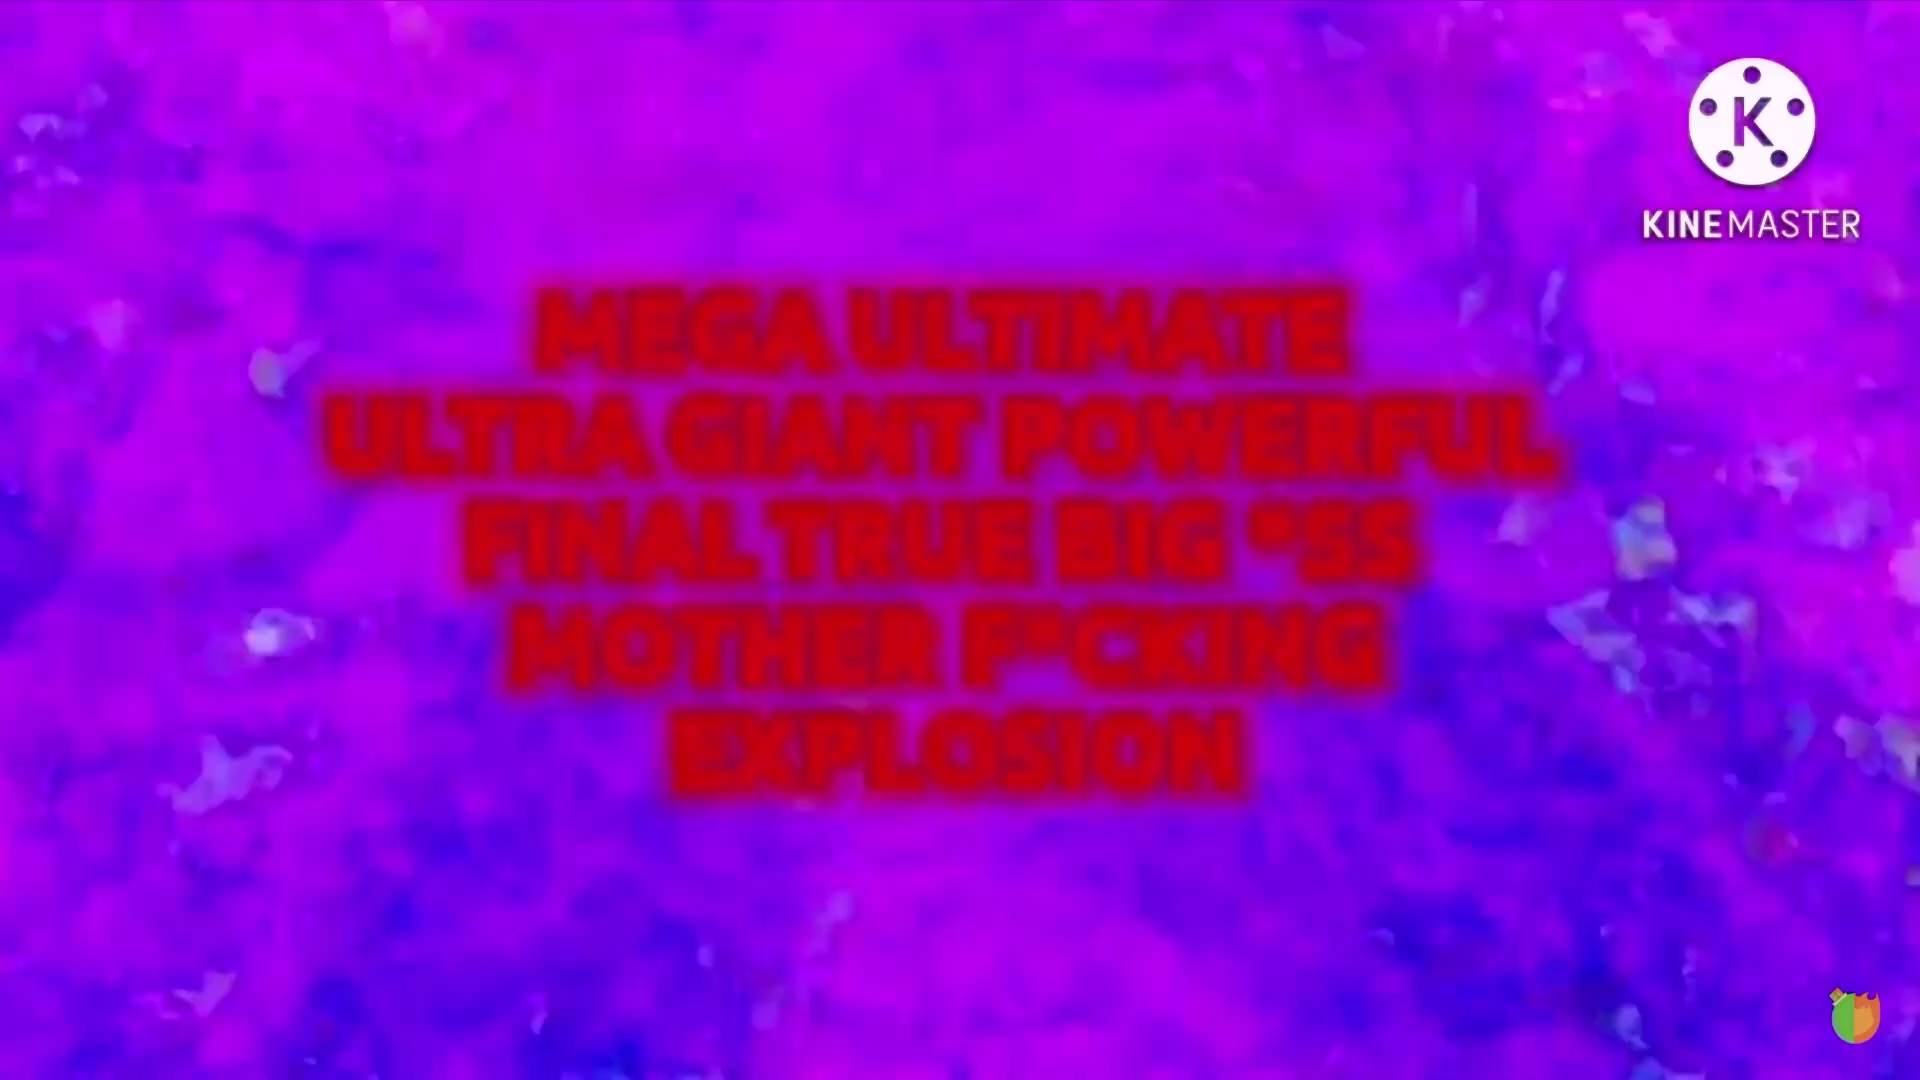 K
KINEMASTER
MEGA ULTIMATE
ULTRA GIANT POWERFUL
FINAL TRUE BIG *SS
MOTHER F*CKING
EXPLOSION